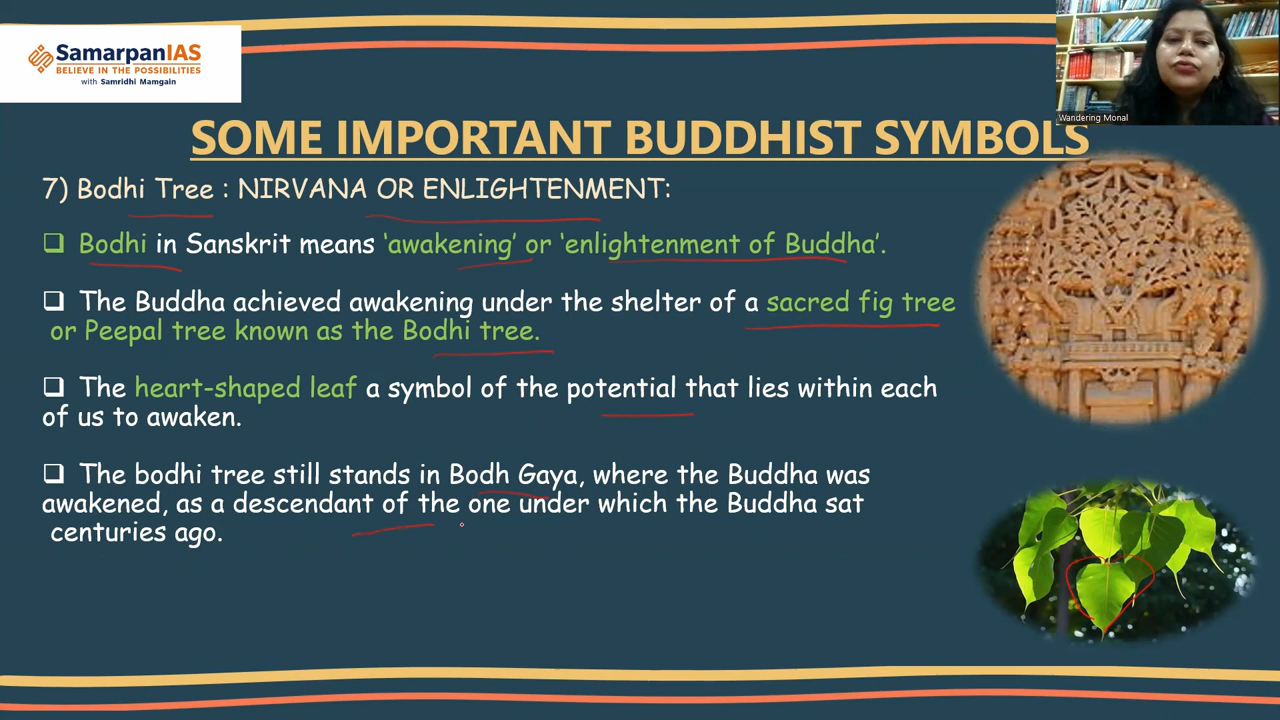 SamarpanIAS
BELIEVE IN THE POSSIBILITIES
with Samridhi Mamgain
Wandering Monal
SOME IMPORTANT BUDDHIST SYMBOLS
7) Bodhi Tree : NIRVANA OR ENLIGHTENMENT:
❑ Bodhi in Sanskrit means ‘awakening’ or ‘enlightenment of Buddha’.
❑ The Buddha achieved awakening under the shelter of a sacred fig tree
or Peepal tree known as the Bodhi tree.
❑ The heart-shaped leaf a symbol of the potential that lies within each
of us to awaken.
❑ The bodhi tree still stands in Bodh Gaya, where the Buddha was
awakened, as a descendant of the one under which the Buddha sat
centuries ago.